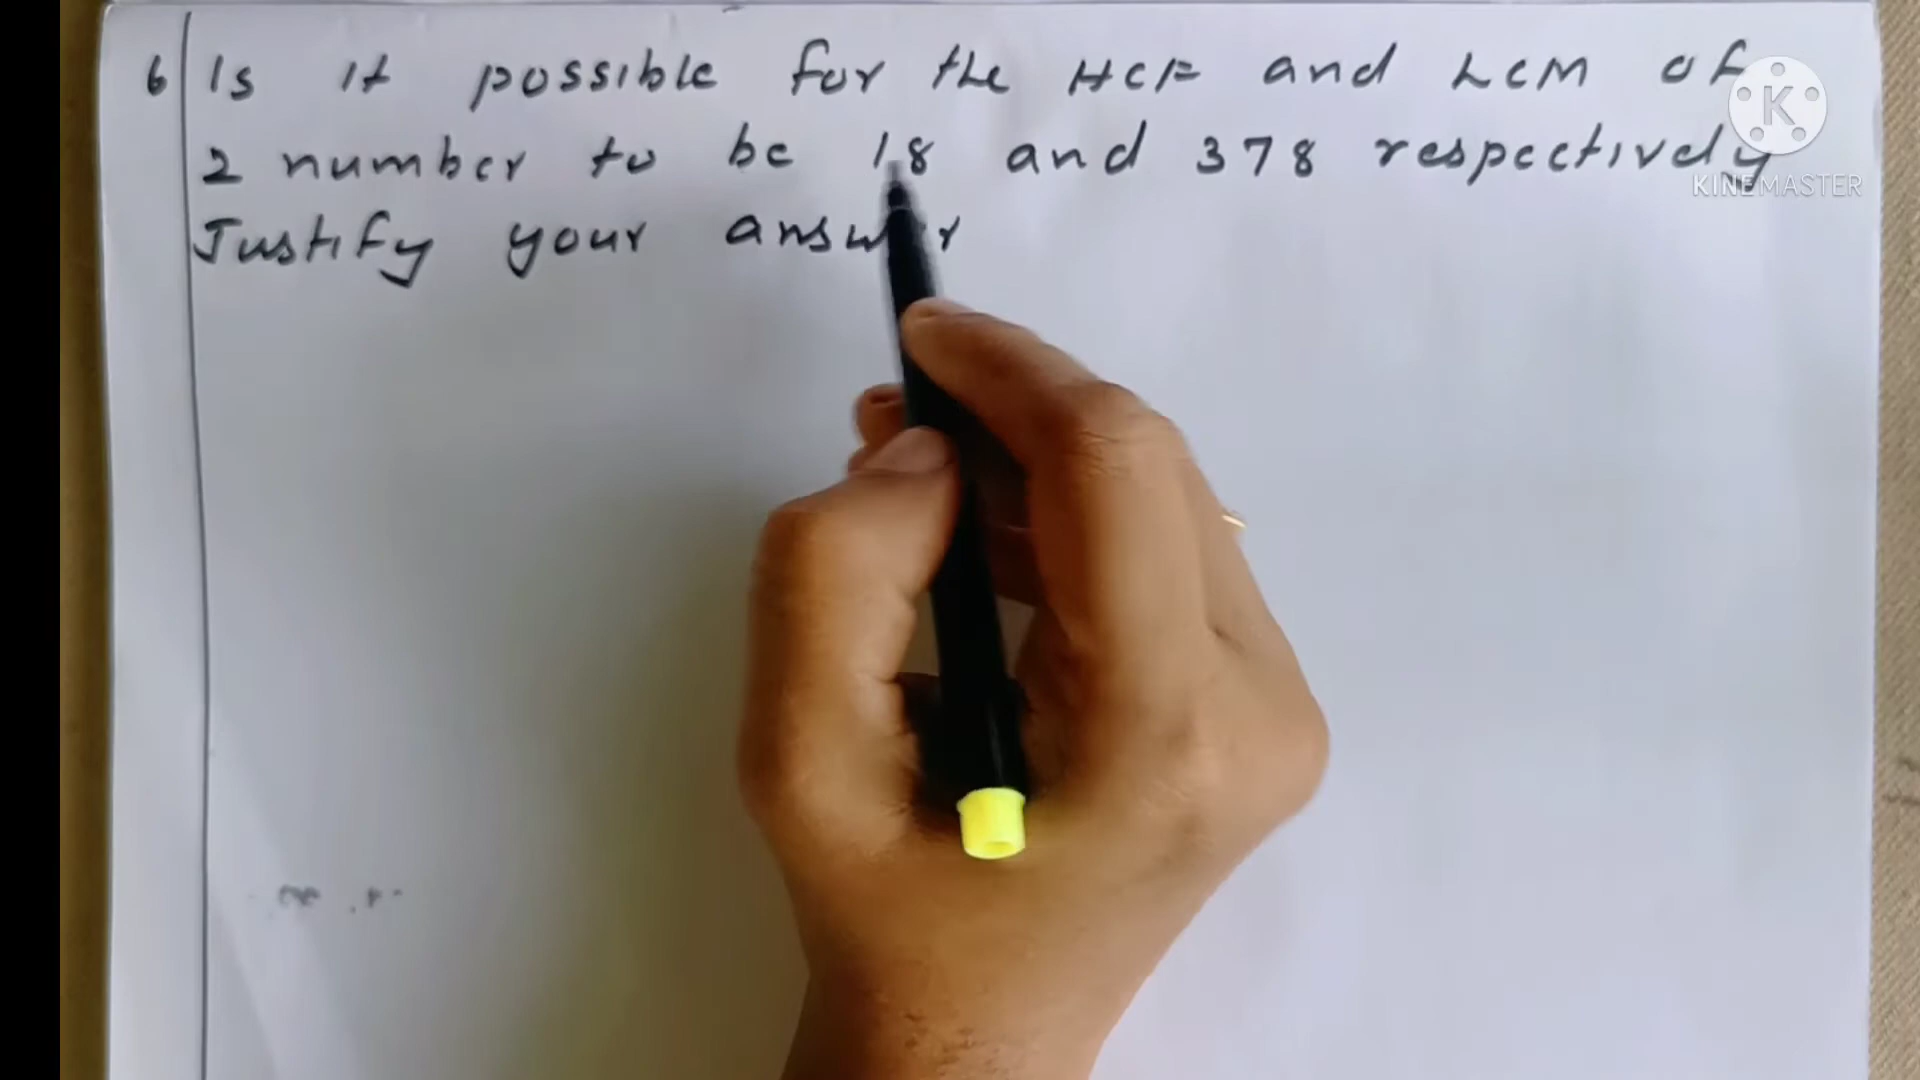 6 Is it possible for the HCF and LCM of
2 number to be 18 and 378 respectively
Justify your answer
K
KINEMASTER